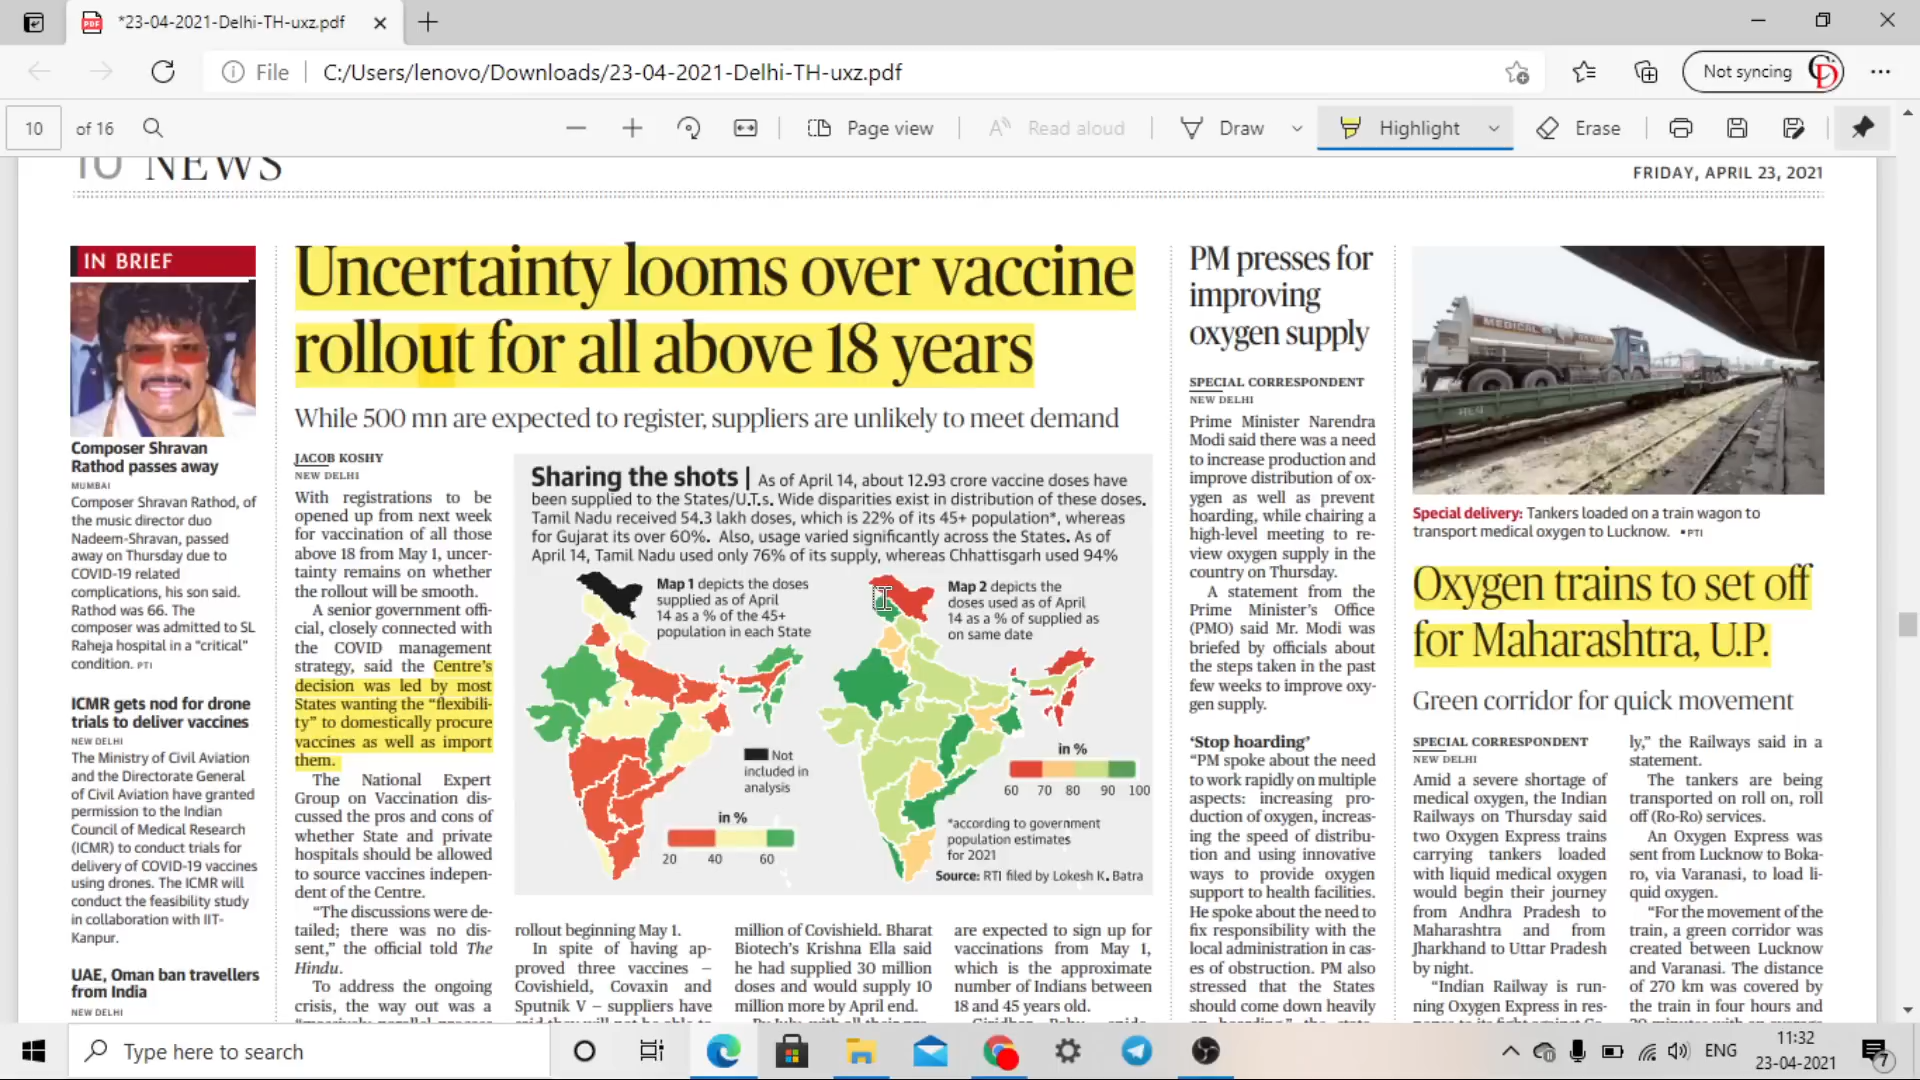 *23-04-2021-Delhi-TH-uxz.pdf
File
C:/Users/lenovo/Downloads/23-04-2021-Delhi-TH-uxz.pdf
Not syncing
10 of 16
Page view
Read aloud
Draw
Highlight
Erase
10 NEWS
FRIDAY, APRIL 23, 2021
IN BRIEF
Composer Shravan
Rathod passes away
MUMBAI
Composer Shravan Rathod, of
the music director duo
Nadeem-Shravan, passed
away on Thursday due to
COVID-19 related
complications, his son said.
Rathod was 66. The
composer was admitted to SL
Raheja hospital in a “critical”
condition. PTI
ICMR gets nod for drone
trials to deliver vaccines
NEW DELHI
The Ministry of Civil Aviation
and the Directorate General
of Civil Aviation have granted
permission to the Indian
Council of Medical Research
(ICMR) to conduct trials for
delivery of COVID-19 vaccines
using drones. The ICMR will
conduct the feasibility study
in collaboration with IIT-
Kanpur.
UAE, Oman ban travellers
from India
NEW DELHI
Uncertainty looms over vaccine
rollout for all above 18 years
While 500 mn are expected to register, suppliers are unlikely to meet demand
JACOB KOSHY
NEW DELHI
With registrations to be
opened up from next week
for vaccination of all those
above 18 from May 1, uncer-
tainty remains on whether
the rollout will be smooth.
A senior government offi-
cial, closely connected with
the COVID management
strategy, said the Centre’s
decision was led by most
States wanting the “flexibili-
ty” to domestically procure
vaccines as well as import
them.
The National Expert
Group on Vaccination dis-
cussed the pros and cons of
whether State and private
hospitals should be allowed
to source vaccines indepen-
dent of the Centre.
“The discussions were de-
tailed; there was no dis-
sent,” the official told The
Hindu.
To address the ongoing
crisis, the way out was a
Sharing the shots | As of April 14, about 12.93 crore vaccine doses have
been supplied to the States/U.T.s. Wide disparities exist in distribution of these doses.
Tamil Nadu received 54.3 lakh doses, which is 22% of its 45+ population*, whereas
for Gujarat its over 60%. Also, usage varied significantly across the States. As of
April 14, Tamil Nadu used only 76% of its supply, whereas Chhattisgarh used 94%
Map 1 depicts the doses
supplied as of April
14 as a % of the 45+
population in each State
Not
included in
analysis
in %
20 40 60
Map 2 depicts the
doses used as of April
14 as a % of supplied as
on same date
in %
60 70 80 90 100
*according to government
population estimates
for 2021
Source: RTI filed by Lokesh K. Batra
rollout beginning May 1.
In spite of having ap-
proved three vaccines –
Covishield, Covaxin and
Sputnik V – suppliers have
million of Covishield. Bharat
Biotech’s Krishna Ella said
he had supplied 30 million
doses and would supply 10
million more by April end.
are expected to sign up for
vaccinations from May 1,
which is the approximate
number of Indians between
18 and 45 years old.
PM presses for
improving
oxygen supply
SPECIAL CORRESPONDENT
NEW DELHI
Prime Minister Narendra
Modi said there was a need
to increase production and
improve distribution of ox-
ygen as well as prevent
hoarding, while chairing a
high-level meeting to re-
view oxygen supply in the
country on Thursday.
A statement from the
Prime Minister’s Office
(PMO) said Mr. Modi was
briefed by officials about
the steps taken in the past
few weeks to improve oxy-
gen supply.
‘Stop hoarding’
“PM spoke about the need
to work rapidly on multiple
aspects: increasing pro-
duction of oxygen, increas-
ing the speed of distribu-
tion and using innovative
ways to provide oxygen
support to health facilities.
He spoke about the need to
fix responsibility with the
local administration in cas-
es of obstruction. PM also
stressed that the States
should come down heavily
MEDICAL
Special delivery: Tankers loaded on a train wagon to
transport medical oxygen to Lucknow. •PTI
Oxygen trains to set off
for Maharashtra, U.P.
Green corridor for quick movement
SPECIAL CORRESPONDENT
NEW DELHI
Amid a severe shortage of
medical oxygen, the Indian
Railways on Thursday said
two Oxygen Express trains
carrying tankers loaded
with liquid medical oxygen
would begin their journey
from Andhra Pradesh to
Maharashtra and from
Jharkhand to Uttar Pradesh
by night.
“Indian Railway is run-
ning Oxygen Express in res-
ly,” the Railways said in a
statement.
The tankers are being
transported on roll on, roll
off (Ro-Ro) services.
An Oxygen Express was
sent from Lucknow to Boka-
ro, via Varanasi, to load li-
quid oxygen.
“For the movement of the
train, a green corridor was
created between Lucknow
and Varanasi. The distance
of 270 km was covered by
the train in four hours and
Type here to search
ENG
11:32
23-04-2021
7